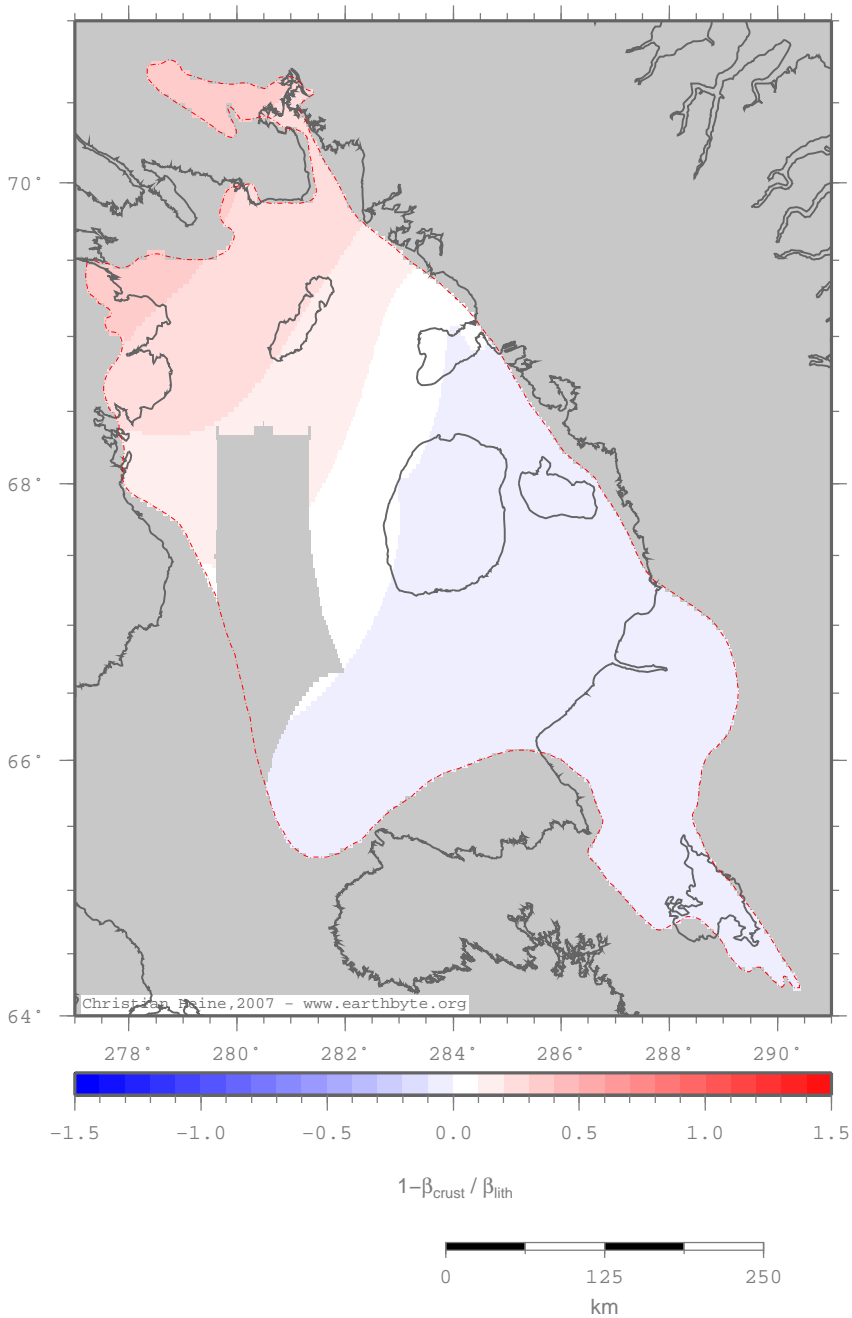 70°
68°
66°
64°
Christian Heine,2007 - www.earthbyte.org
278° 280° 282° 284° 286° 288° 290°
−1.5 −1.0 −0.5 0.0 0.5 1.0 1.5
1−βcrust / βlith
0 125 250
km